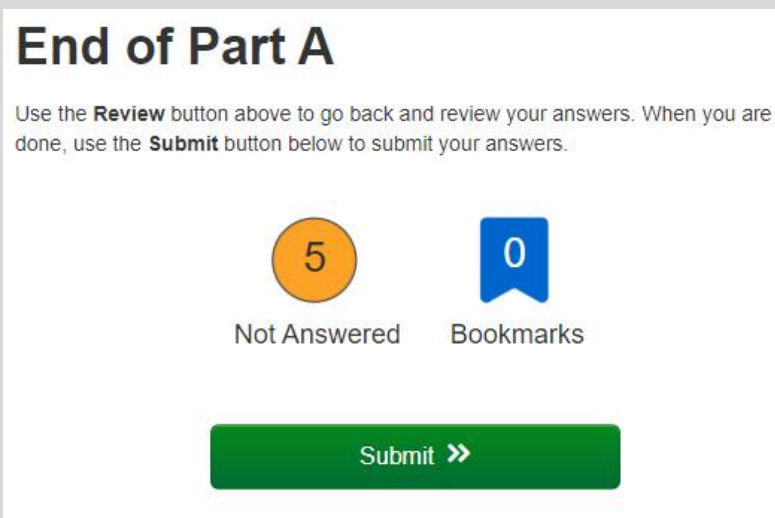 End of Part A
Use the Review button above to go back and review your answers. When you are
done, use the Submit button below to submit your answers.
5
0
Not Answered
Bookmarks
Submit »